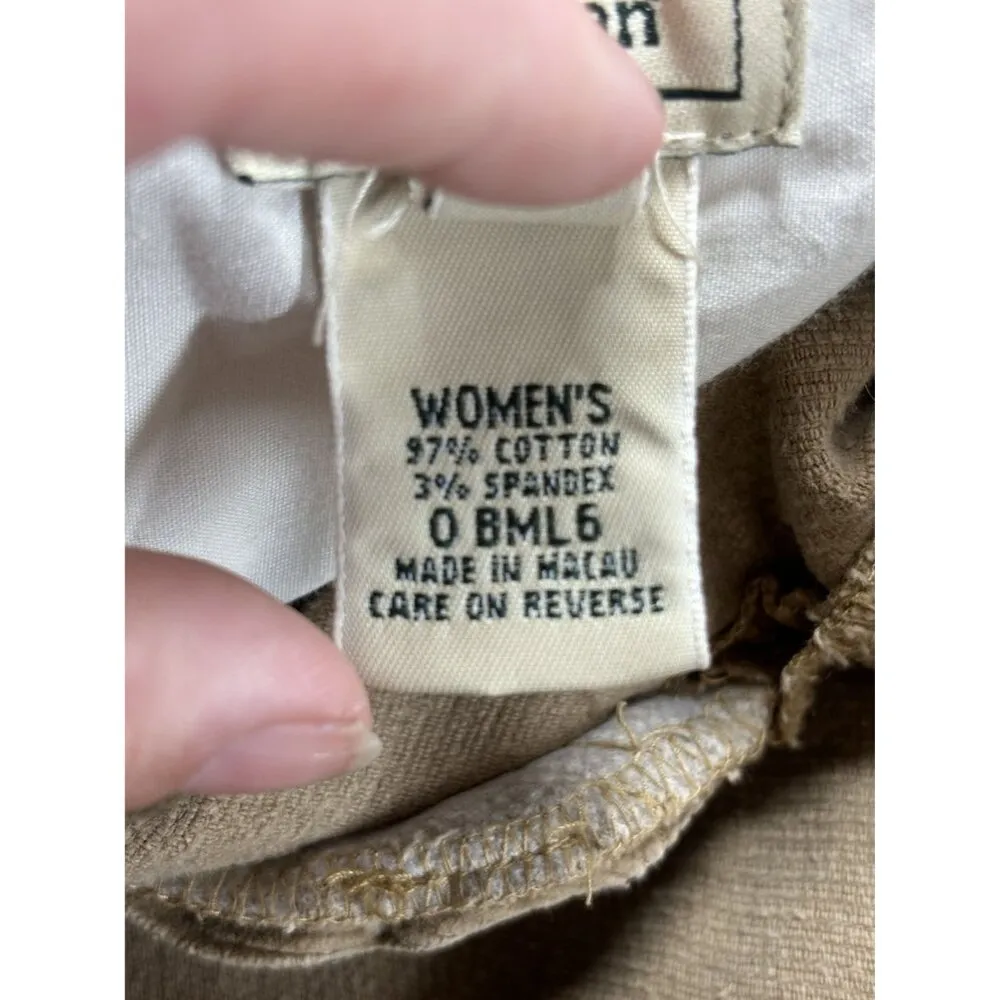 WOMEN'S
97% COTTON
3% SPANDEX
0 BML6
MADE IN MACAU
CARE ON REVERSE